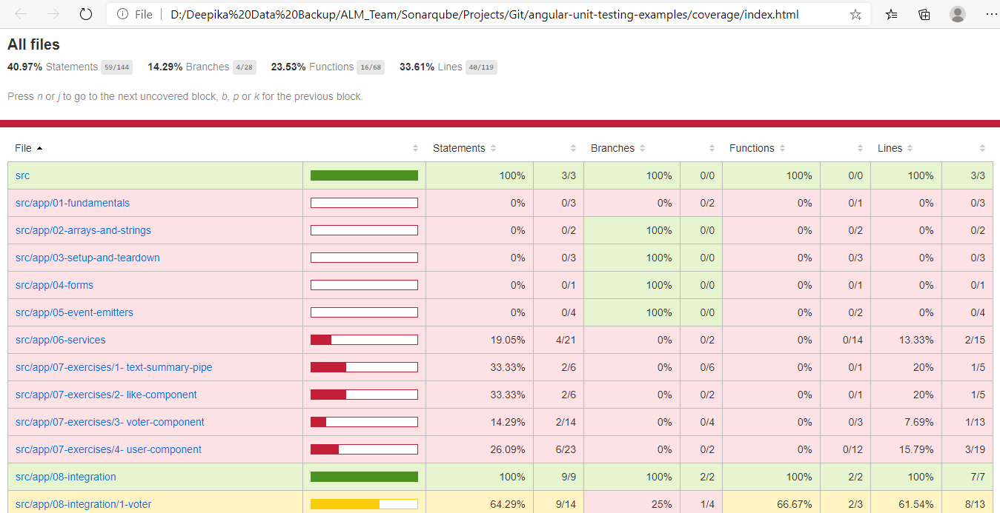 File D:/Deepika%20Data%20Backup/ALM_Team/Sonarqube/Projects/Git/angular-unit-testing-examples/coverage/index.html
All files
40.97% Statements 59/144 14.29% Branches 4/28 23.53% Functions 16/68 33.61% Lines 40/119
Press n or j to go to the next uncovered block, b, p or k for the previous block.
File Statements Branches Functions Lines
src 100% 3/3 100% 0/0 100% 0/0 100% 3/3
src/app/01-fundamentals 0% 0/3 0% 0/2 0% 0/1 0% 0/3
src/app/02-arrays-and-strings 0% 0/2 100% 0/0 0% 0/2 0% 0/2
src/app/03-setup-and-teardown 0% 0/3 100% 0/0 0% 0/3 0% 0/3
src/app/04-forms 0% 0/1 100% 0/0 0% 0/1 0% 0/1
src/app/05-event-emitters 0% 0/4 100% 0/0 0% 0/2 0% 0/4
src/app/06-services 19.05% 4/21 0% 0/2 0% 0/14 13.33% 2/15
src/app/07-exercises/1- text-summary-pipe 33.33% 2/6 0% 0/6 0% 0/1 20% 1/5
src/app/07-exercises/2- like-component 33.33% 2/6 0% 0/2 0% 0/1 20% 1/5
src/app/07-exercises/3- voter-component 14.29% 2/14 0% 0/4 0% 0/3 7.69% 1/13
src/app/07-exercises/4- user-component 26.09% 6/23 0% 0/2 0% 0/12 15.79% 3/19
src/app/08-integration 100% 9/9 100% 2/2 100% 2/2 100% 7/7
src/app/08-integration/1-voter 64.29% 9/14 25% 1/4 66.67% 2/3 61.54% 8/13